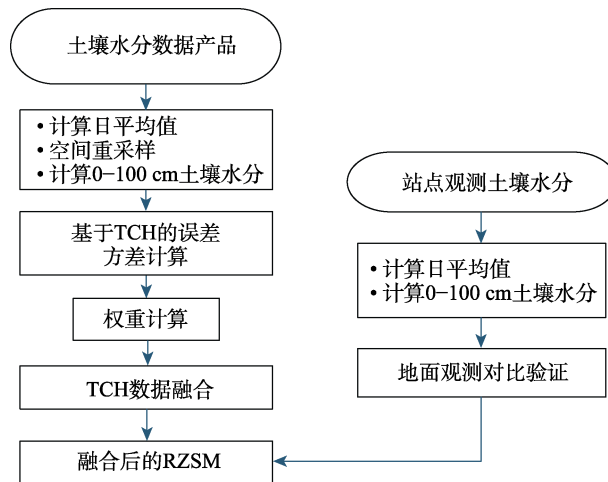 土壤水分数据产品
• 计算日平均值
• 空间重采样
• 计算0−100 cm土壤水分
基于TCH的误差
方差计算
权重计算
TCH数据融合
融合后的RZSM
站点观测土壤水分
• 计算日平均值
• 计算0−100 cm土壤水分
地面观测对比验证